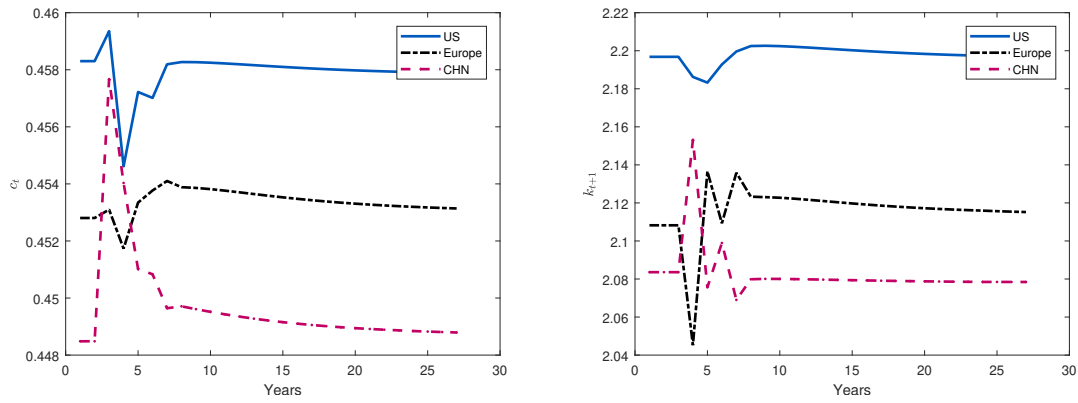 0.46
0.458
0.456
0.454
0.452
0.45
0.448
0 5 10 15 20 25 30
Years
c_t
US
Europe
CHN
2.22
2.2
2.18
2.16
2.14
2.12
2.1
2.08
2.06
2.04
0 5 10 15 20 25 30
Years
k_{t+1}
US
Europe
CHN